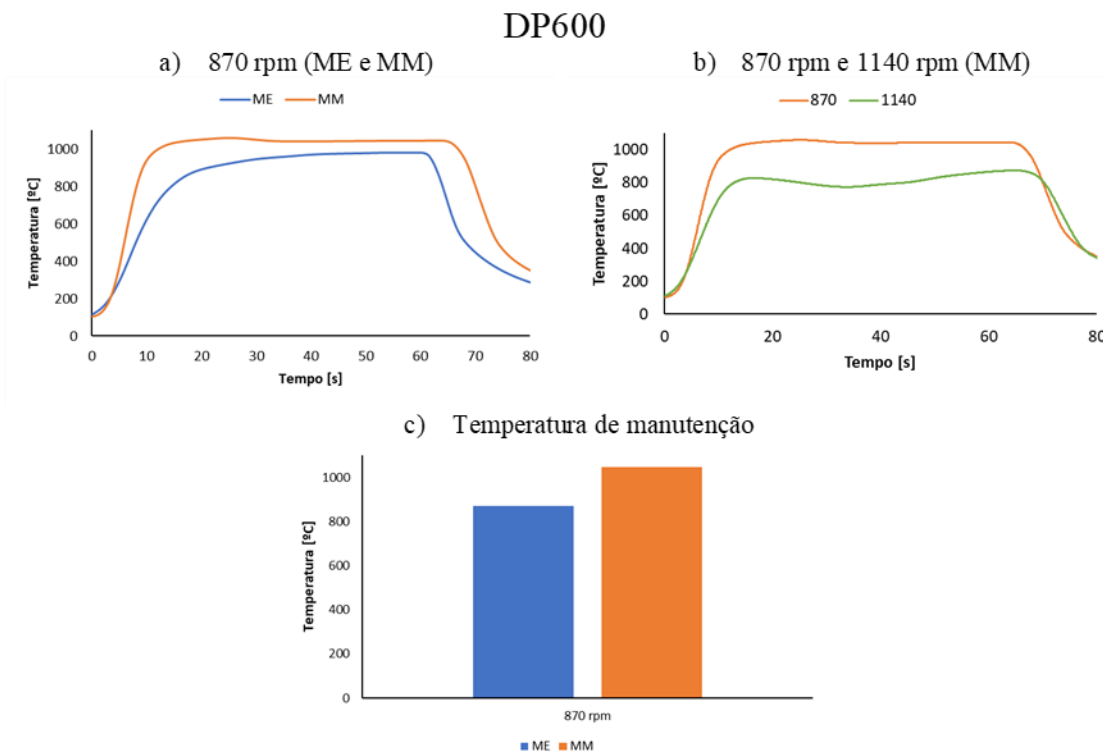 DP600
a) 870 rpm (ME e MM)
ME MM
Temperatura [ºC]
1000
800
600
400
200
0
0 10 20 30 40 50 60 70 80
Tempo [s]
b) 870 rpm e 1140 rpm (MM)
870 1140
Temperatura [ºC]
1000
800
600
400
200
0
0 20 40 60 80
Tempo [s]
c) Temperatura de manutenção
Temperatura [ºC]
1000
800
600
400
200
0
870 rpm
ME MM